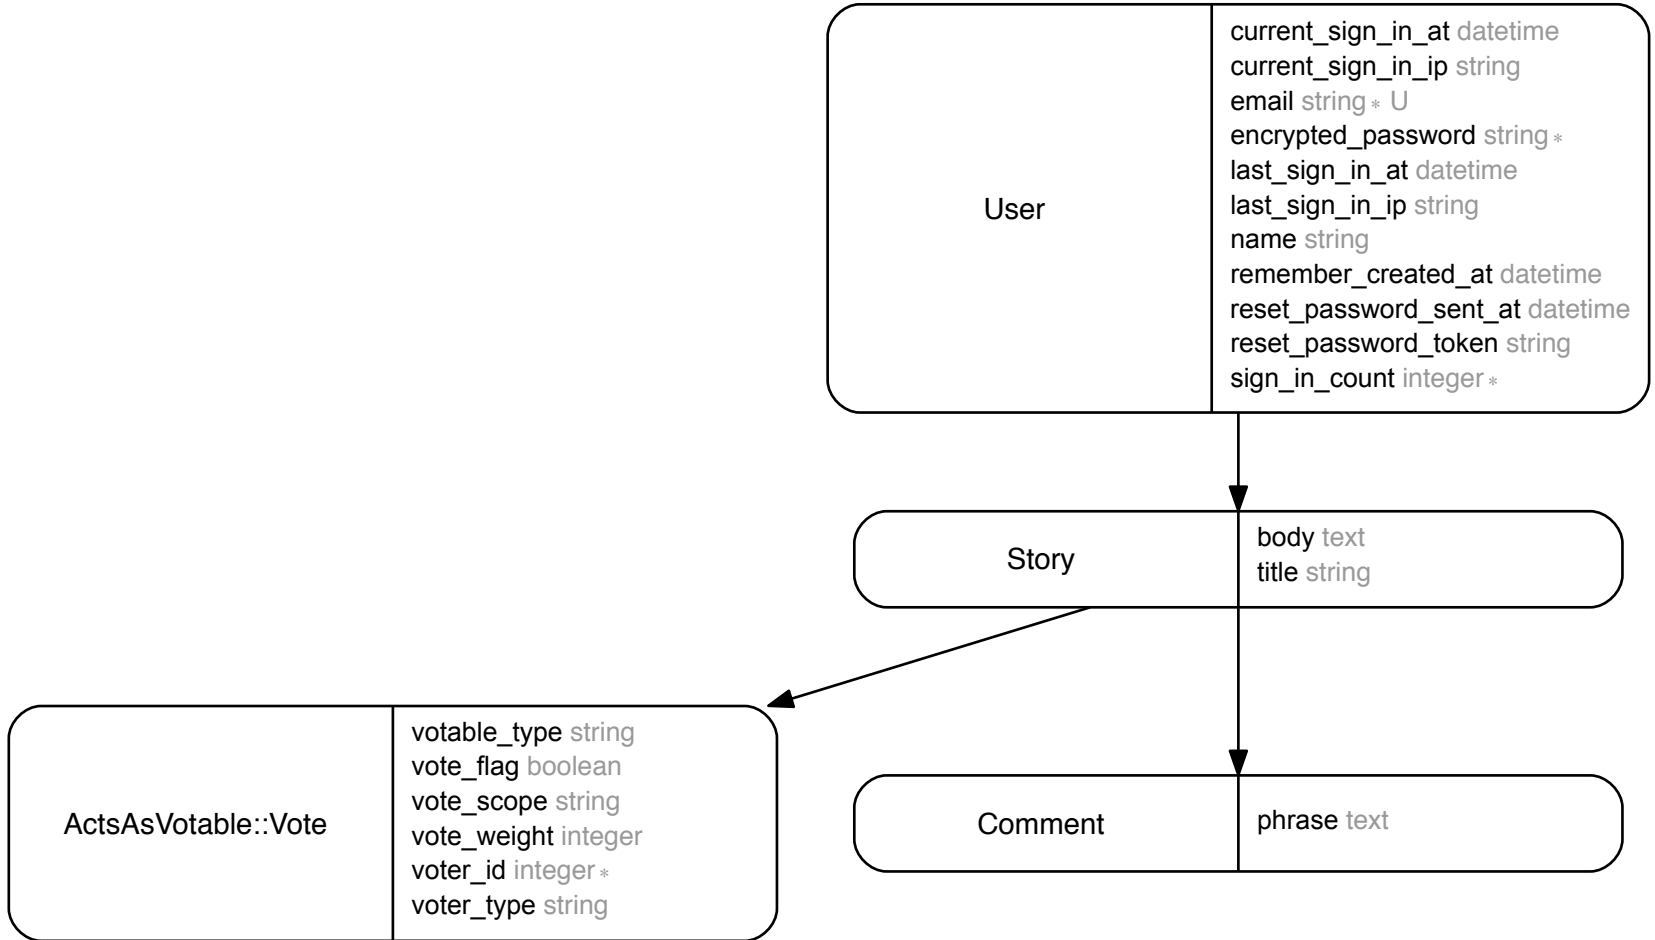 User
current_sign_in_at datetime
current_sign_in_ip string
email string ∗ U
encrypted_password string ∗
last_sign_in_at datetime
last_sign_in_ip string
name string
remember_created_at datetime
reset_password_sent_at datetime
reset_password_token string
sign_in_count integer ∗
Story
body text
title string
ActsAsVotable::Vote
votable_type string
vote_flag boolean
vote_scope string
vote_weight integer
voter_id integer ∗
voter_type string
Comment
phrase text